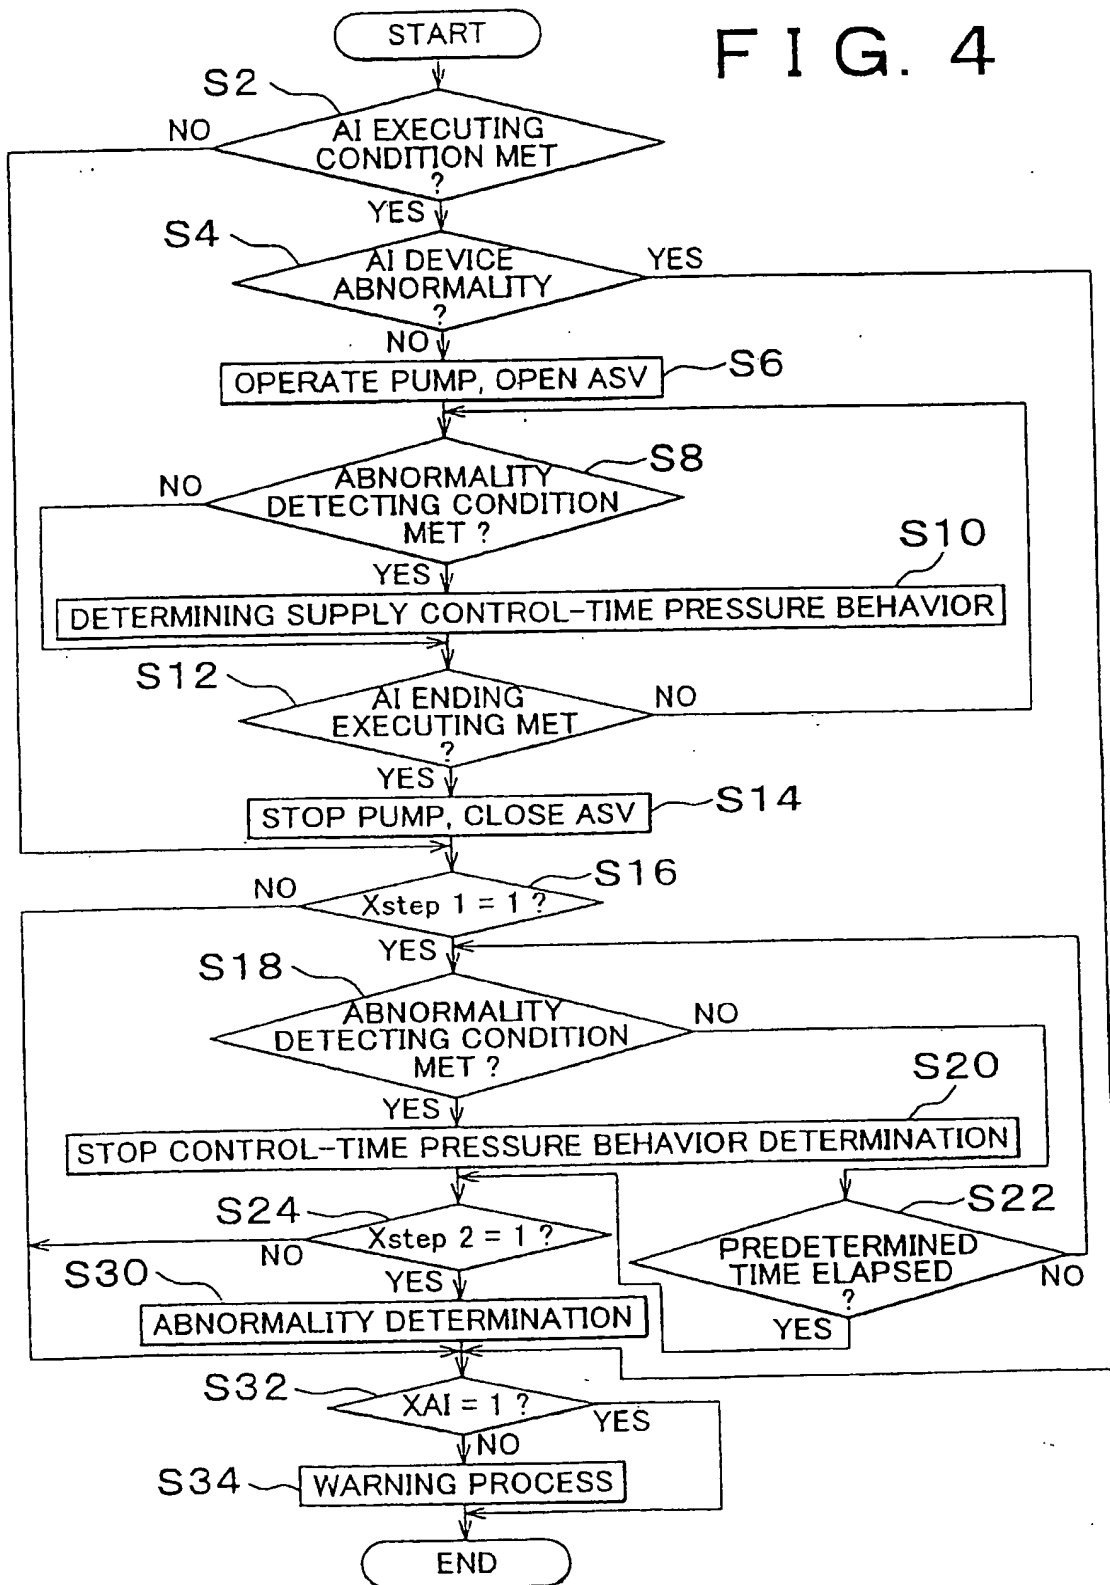 START
FIG. 4
S2
NO
AI EXECUTING
CONDITION MET
?
YES
S4
AI DEVICE
ABNORMALITY
?
YES
NO
OPERATE PUMP, OPEN ASV
S6
S8
NO
ABNORMALITY
DETECTING CONDITION
MET ?
YES
S10
DETERMINING SUPPLY CONTROL-TIME PRESSURE BEHAVIOR
S12
AI ENDING
EXECUTING MET
?
NO
YES
STOP PUMP, CLOSE ASV
S14
S16
NO
Xstep 1 = 1 ?
YES
S18
ABNORMALITY
DETECTING CONDITION
MET ?
NO
YES
S20
STOP CONTROL-TIME PRESSURE BEHAVIOR DETERMINATION
S22
S24
Xstep 2 = 1 ?
NO
PREDETERMINED
TIME ELAPSED
?
NO
YES
S30
YES
ABNORMALITY DETERMINATION
S32
XAI = 1 ?
YES
NO
S34
WARNING PROCESS
END